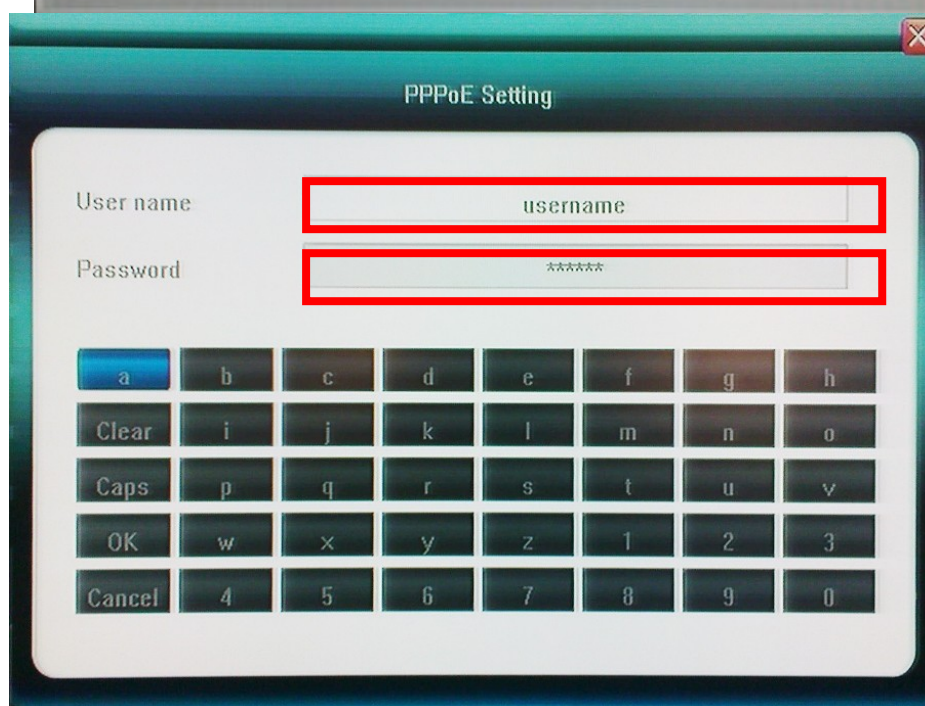 PPPoE Setting
User name username
Password ******
a b c d e f g h
Clear i j k l m n o
Caps p q r s t u v
OK w x y z 1 2 3
Cancel 4 5 6 7 8 9 0